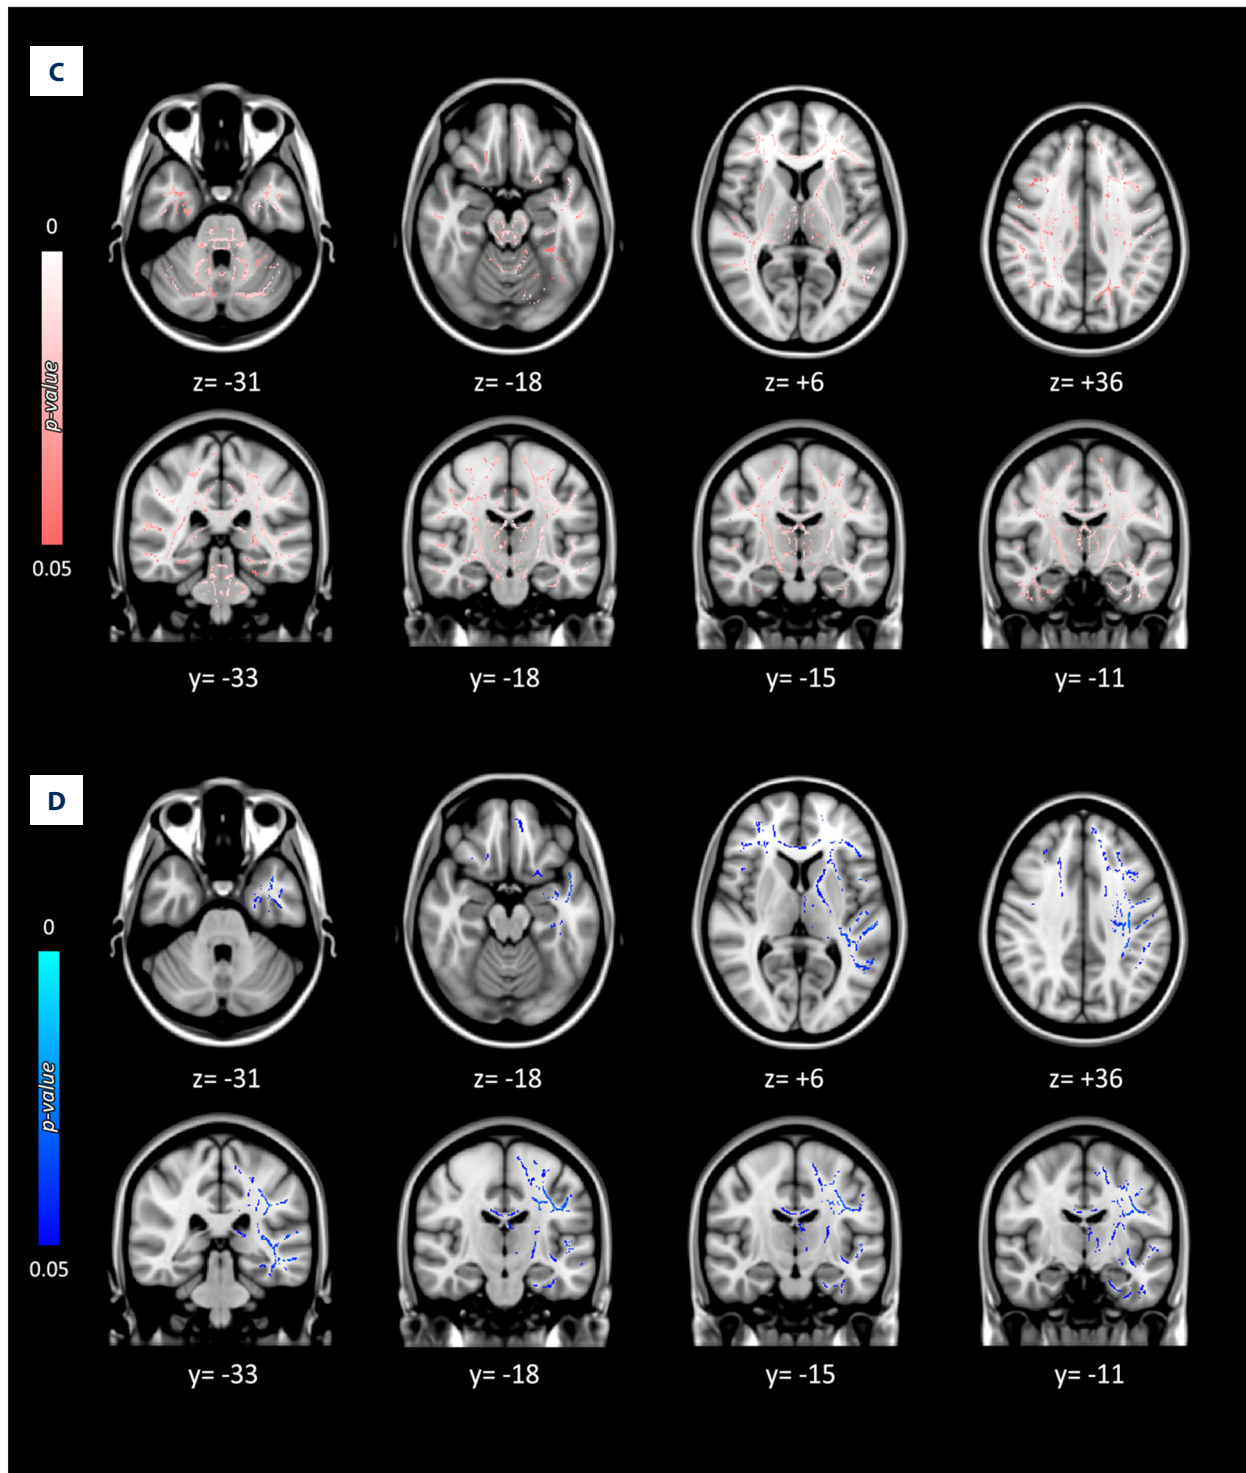 C
0
p-value
0.05
z= -31
z= -18
z= +6
z= +36
y= -33
y= -18
y= -15
y= -11
D
0
p-value
0.05
z= -31
z= -18
z= +6
z= +36
y= -33
y= -18
y= -15
y= -11